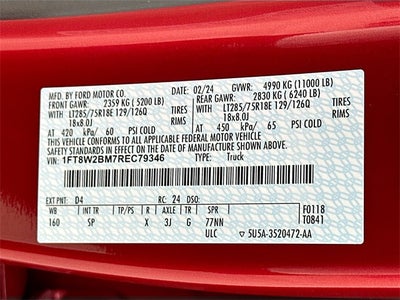 MFD. BY FORD MOTOR CO. 02/24 GVWR: 4990 KG (11000 LB)
FRONT GAWR: 2359 KG (5200 LB) REAR GAWR: 2830 KG (6240 LB)
WITH LT285/75R18E 129/126Q TIRES WITH LT285/75R18E 129/126Q TIRES
18x8.0J RIMS 18x8.0J RIMS
AT 420 kPa/ 60 PSI COLD AT 450 kPa/ 65 PSI COLD
THIS VEHICLE CONFORMS TO ALL APPLICABLE FEDERAL MOTOR VEHICLE
SAFETY STANDARDS IN EFFECT ON THE DATE OF MANUFACTURE SHOWN ABOVE.
VIN: 1FT8W2BM7REC79346 TYPE: Truck
EXT PNT: D4 RC: 24 DSO: F0118
WB INT TR TP/PS R AXLE TR SPR T0841
160 SP X 3J G 77NN
ULC 5U5A-3520472-AA